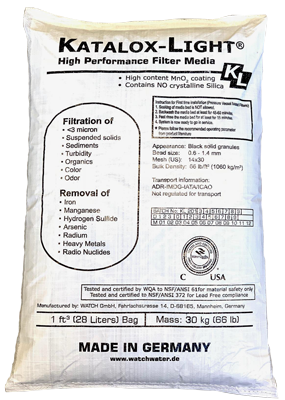 KATALOX-LIGHT®
High Performance Filter Media
• High content MnO₂ coating
• Contains NO crystalline Silica
KL
Filtration of
• <3 micron
• Suspended solids
• Sediments
• Turbidity
• Organics
• Color
• Odor
Removal of
• Iron
• Manganese
• Hydrogen Sulfide
• Arsenic
• Radium
• Heavy Metals
• Radio Nuclides
Appearance: Black solid granules
Bead size: 0.6 - 1.4 mm
Mesh (US): 14x30
Bulk Density: 66 lb/ft³ (1060 kg/m³)
Transport information:
ADR-IMDG-IATA/ICAO
Not regulated for transport
C USA
Tested and certified by WQA to NSF/ANSI 61for material safety only
Tested and certified to NSF/ANSI 372 for Lead Free compliance
Manufactured by: WATCH GmbH, Fahrlachstrasse 14, D-68165, Mannheim, Germany
1 ft³ (28 Liters) Bag Mass: 30 kg (66 lb)
MADE IN GERMANY
www.watchwater.de